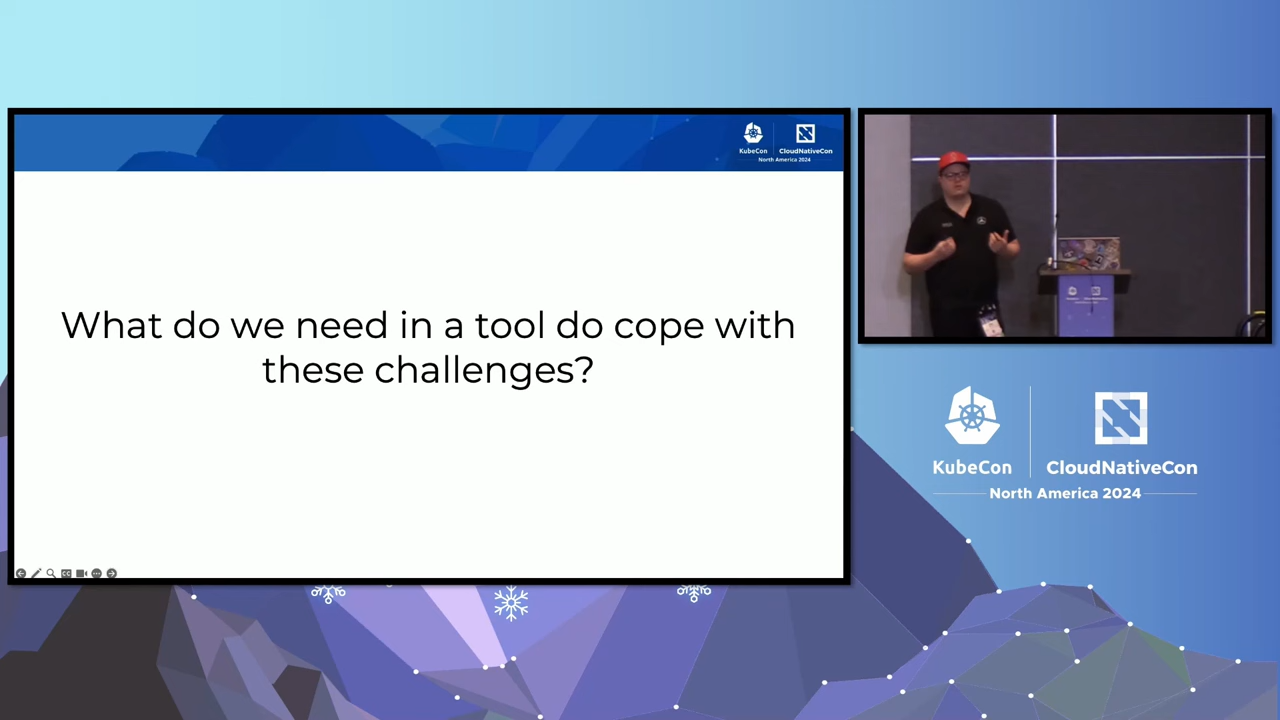 KubeCon
CloudNativeCon
North America 2024
What do we need in a tool do cope with
these challenges?
KubeCon
CloudNativeCon
North America 2024